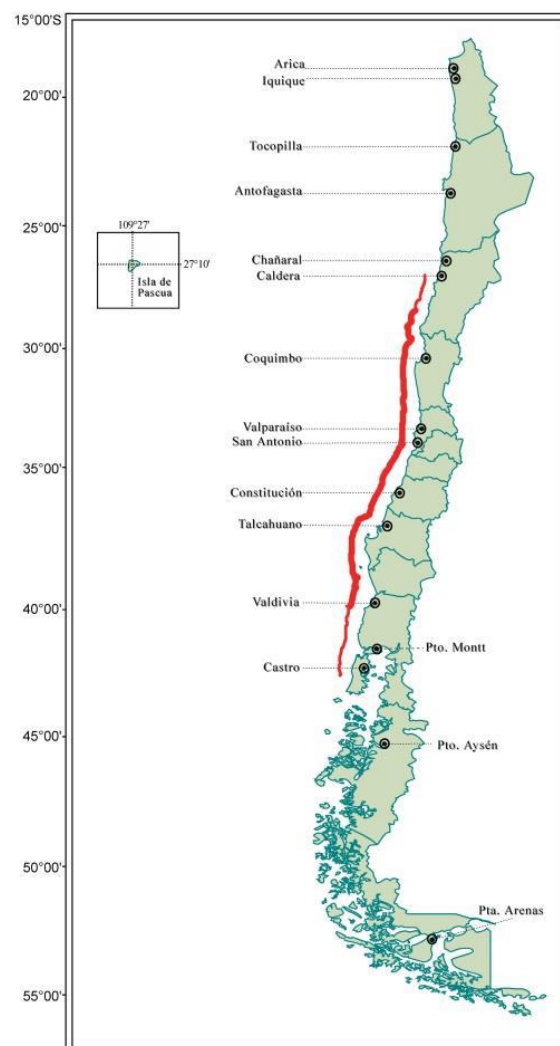 15°00'S
Arica
Iquique
20°00'
Tocopilla
Antofagasta
25°00'
109°27'
27°10'
Isla de
Pascua
Chañaral
Caldera
30°00'
Coquimbo
Valparaíso
San Antonio
35°00'
Constitución
Talcahuano
40°00'
Valdivia
Pto. Montt
Castro
45°00'
Pto. Aysén
50°00'
Pta. Arenas
55°00'